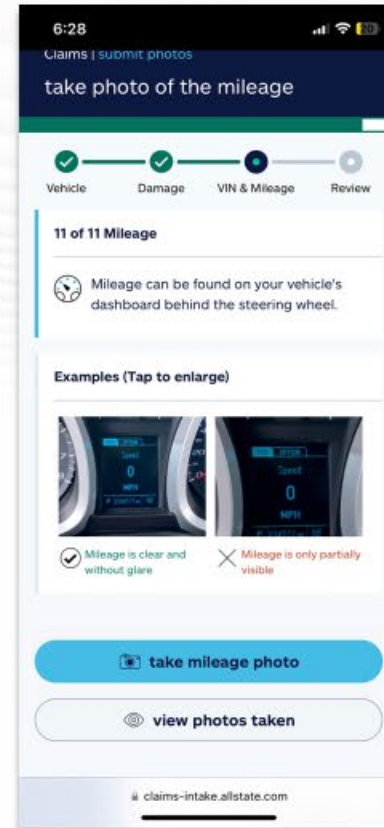 6:28
20
Claims | submit photos
take photo of the mileage
Vehicle
Damage
VIN & Mileage
Review
11 of 11 Mileage
Mileage can be found on your vehicle's
dashboard behind the steering wheel.
Examples (Tap to enlarge)
Speed
0
MPH
Speed
0
MPH
Mileage is clear and
without glare
Mileage is only partially
visible
take mileage photo
view photos taken
claims-intake.allstate.com